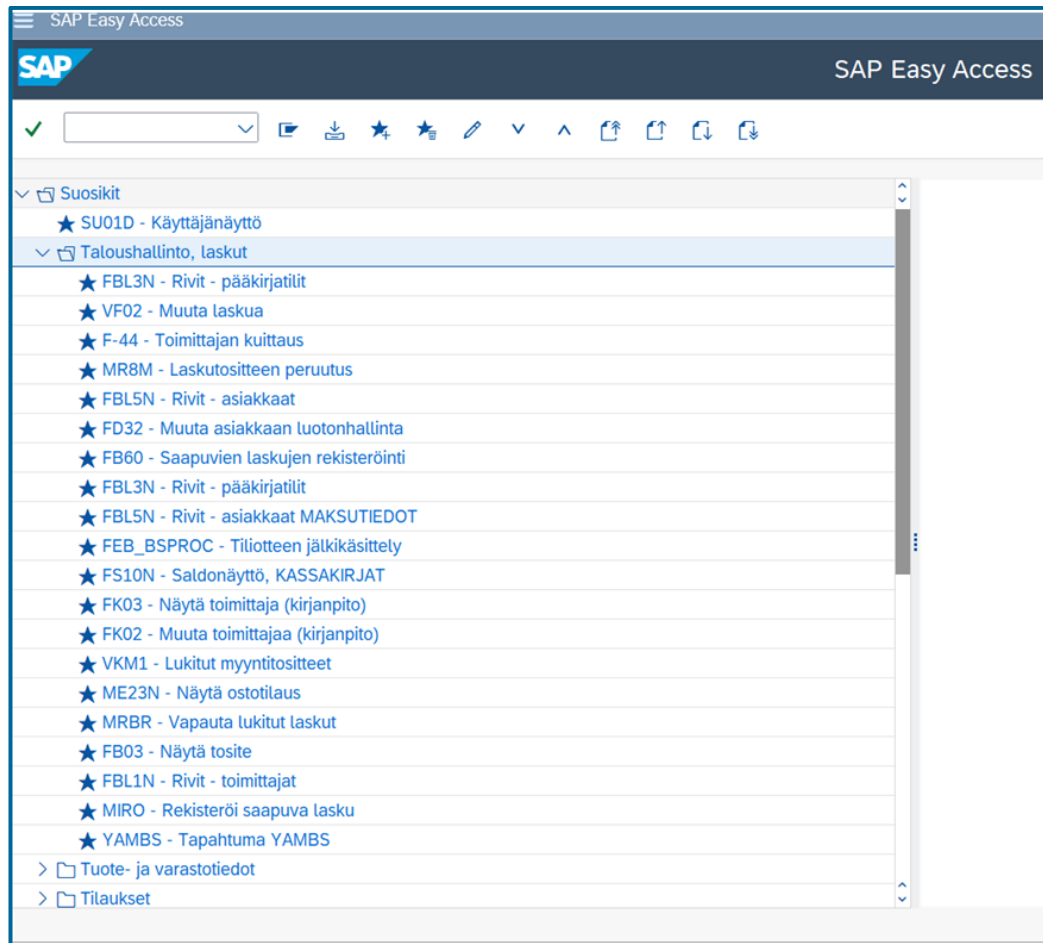 SAP Easy Access
SAP
SAP Easy Access
Suosikit
SU01D - Käyttäjänäyttö
Taloushallinto, laskut
FBL3N - Rivit - pääkirjatilit
VF02 - Muuta laskua
F-44 - Toimittajan kuittaus
MR8M - Laskutositteen peruutus
FBL5N - Rivit - asiakkaat
FD32 - Muuta asiakkaan luotonhallinta
FB60 - Saapuvien laskujen rekisteröinti
FBL3N - Rivit - pääkirjatilit
FBL5N - Rivit - asiakkaat MAKSUTIEDOT
FEB_BSPROC - Tiliotteen jälkikäsittely
FS10N - Saldonäyttö, KASSAKIRJAT
FK03 - Näytä toimittaja (kirjanpito)
FK02 - Muuta toimittajaa (kirjanpito)
VKM1 - Lukitut myyntitositteet
ME23N - Näytä ostotilaus
MRBR - Vapauta lukitut laskut
FB03 - Näytä tosite
FBL1N - Rivit - toimittajat
MIRO - Rekisteröi saapuva lasku
YAMBS - Tapahtuma YAMBS
Tuote- ja varastotiedot
Tilaukset